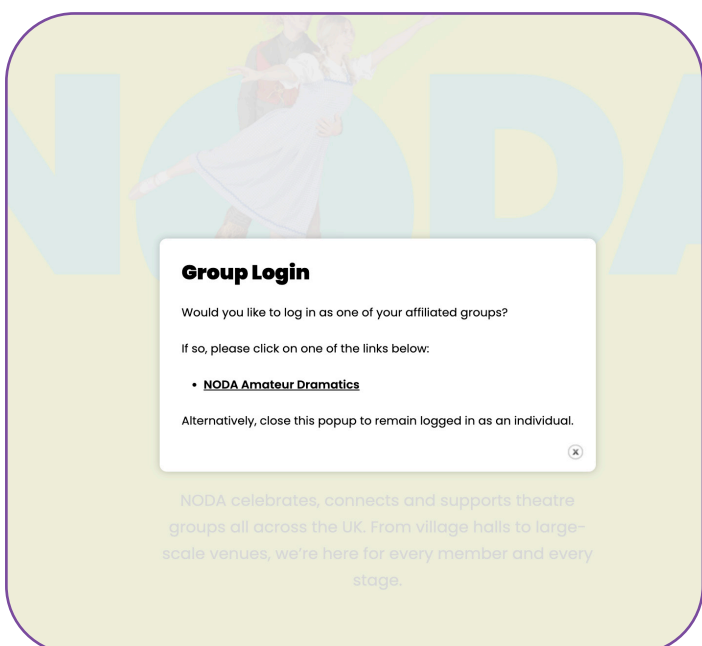 NODA
Group Login
Would you like to log in as one of your affiliated groups?
If so, please click on one of the links below:
• NODA Amateur Dramatics
Alternatively, close this popup to remain logged in as an individual.
x
NODA celebrates, connects and supports theatre
groups all across the UK. From village halls to large-
scale venues, we’re here for every member and every
stage.